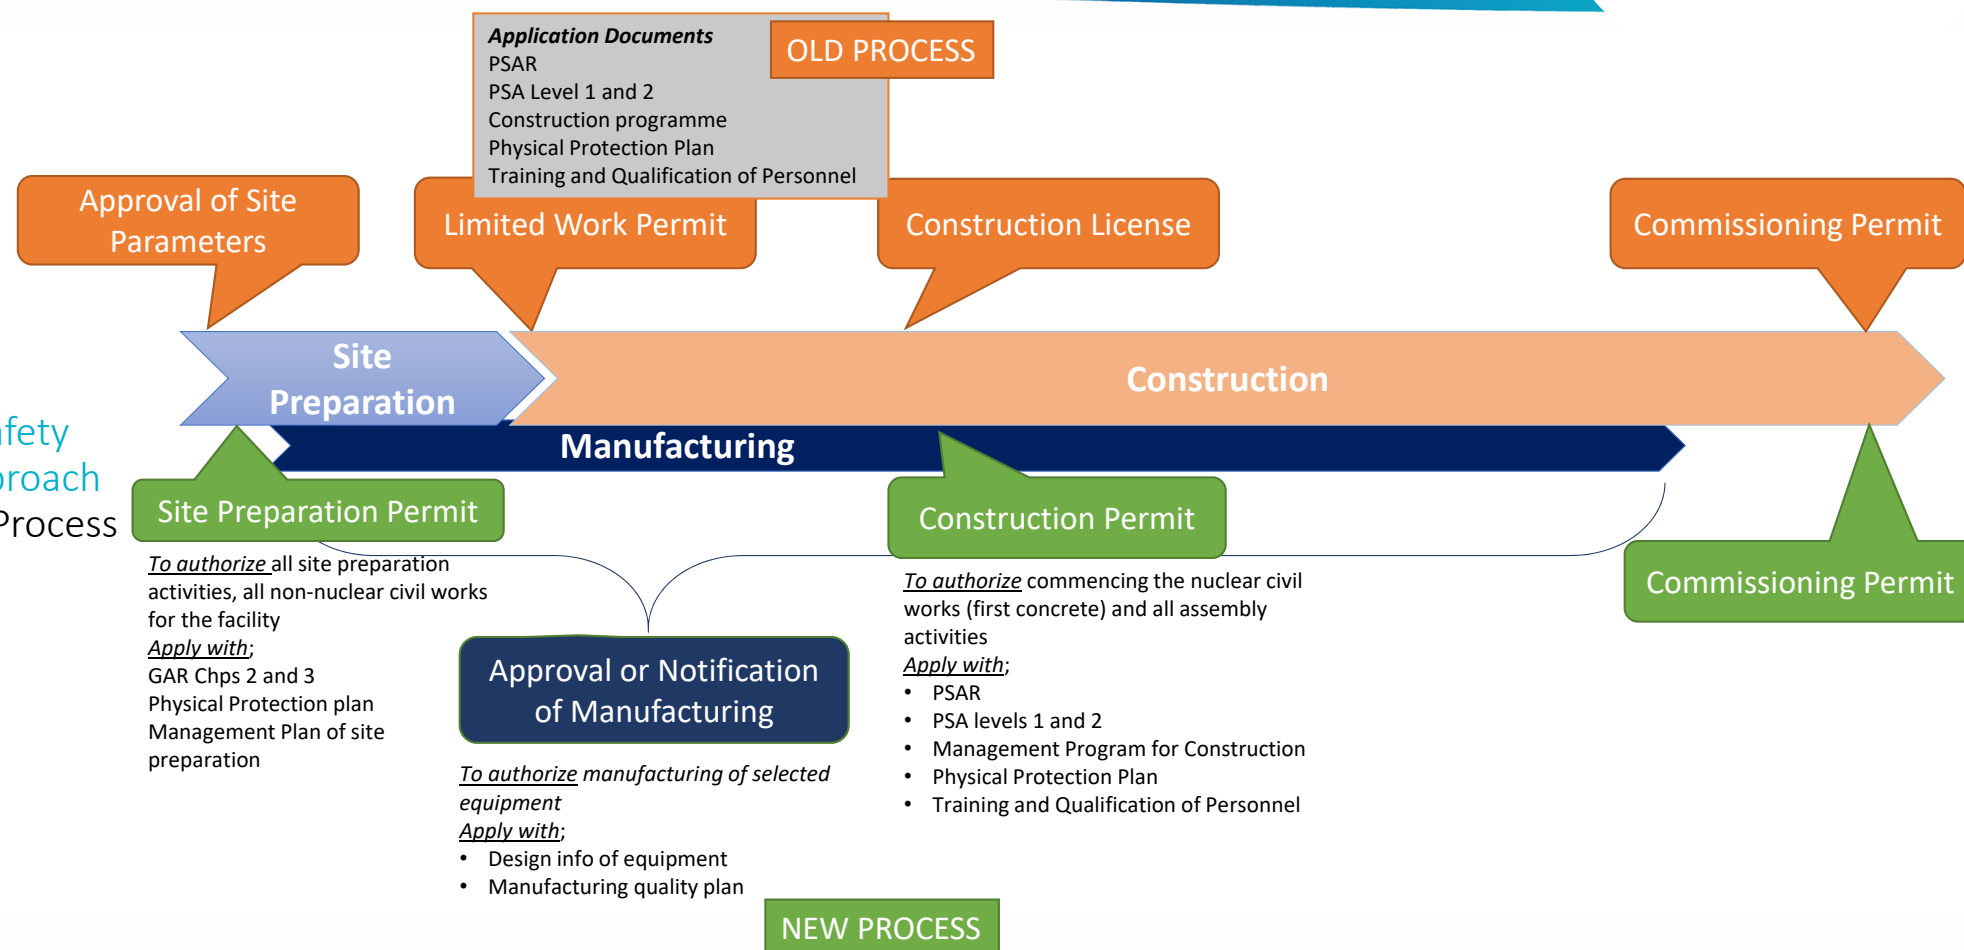 Application Documents
PSAR
PSA Level 1 and 2
Construction programme
Physical Protection Plan
Training and Qualification of Personnel
OLD PROCESS
Approval of Site
Parameters
Limited Work Permit
Construction License
Commissioning Permit
Site
Preparation
Construction
Manufacturing
Process
Site Preparation Permit
To authorize all site preparation
activities, all non-nuclear civil works
for the facility
Apply with;
GAR Chps 2 and 3
Physical Protection plan
Management Plan of site
preparation
Approval or Notification
of Manufacturing
To authorize manufacturing of selected
equipment
Apply with;
• Design info of equipment
• Manufacturing quality plan
Construction Permit
To authorize commencing the nuclear civil
works (first concrete) and all assembly
activities
Apply with;
• PSAR
• PSA levels 1 and 2
• Management Program for Construction
• Physical Protection Plan
• Training and Qualification of Personnel
Commissioning Permit
NEW PROCESS